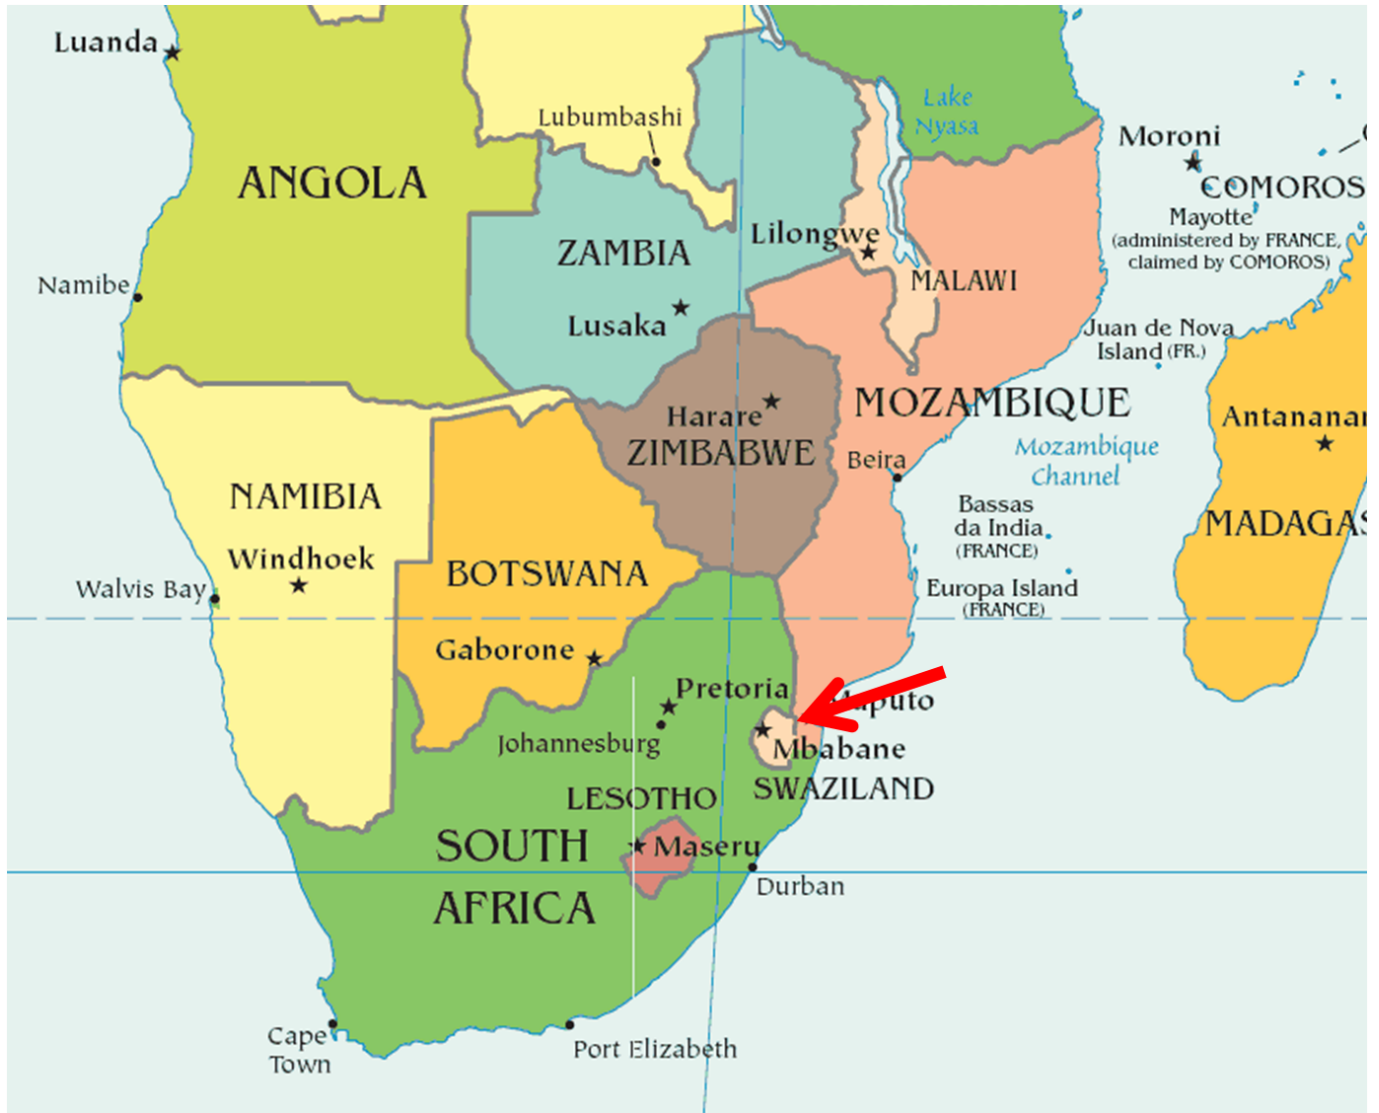 Luanda
Lubumbashi
Lake
Nyasa
Moroni
COMOROS
Mayotte
(administered by FRANCE,
claimed by COMOROS)
ANGOLA
ZAMBIA
Lilongwe
MALAWI
Namibe
Lusaka
Juan de Nova
Island (FR.)
Harare
ZIMBABWE
MOZAMBIQUE
Antananar
Beira
Mozambique
Channel
NAMIBIA
Windhoek
Bassas
da India
(FRANCE)
MADAGAS
BOTSWANA
Walvis Bay
Europa Island
(FRANCE)
Gaborone
Pretoria
Maputo
Johannesburg
Mbabane
SWAZILAND
LESOTHO
Maseru
SOUTH
AFRICA
Durban
Cape
Town
Port Elizabeth